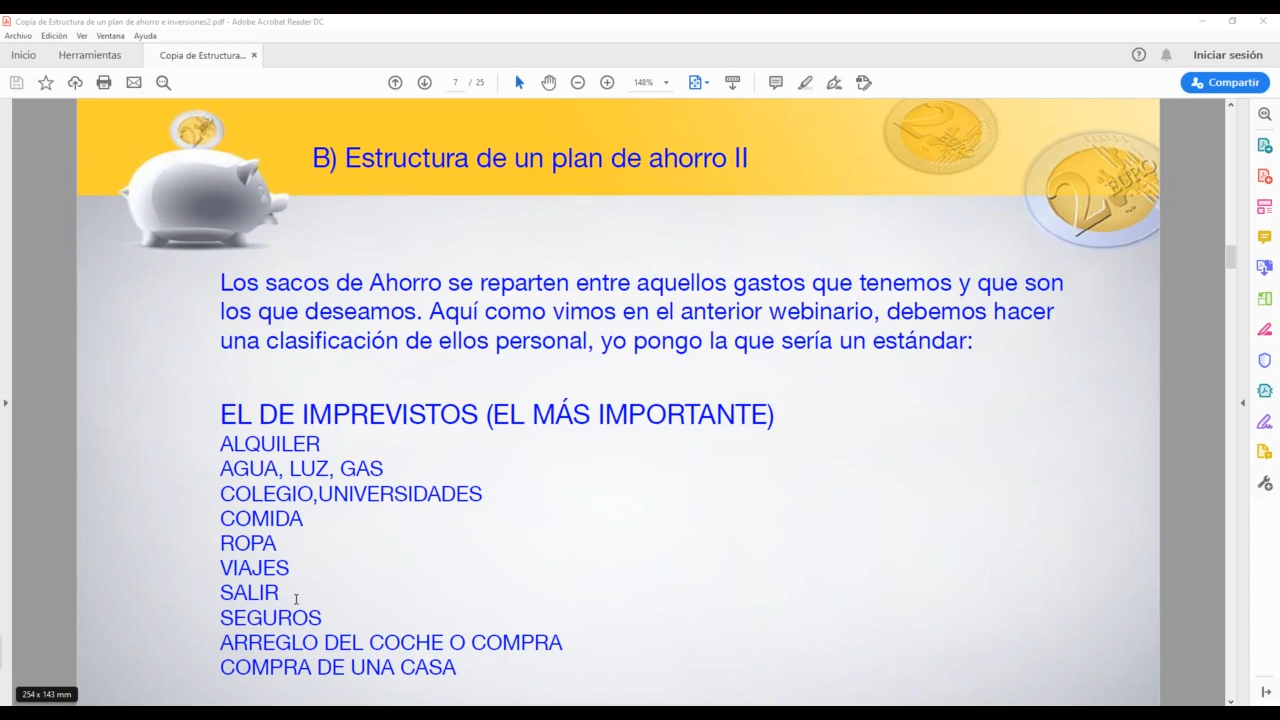 Copia de Estructura de un plan de ahorro e inversiones2.pdf - Adobe Acrobat Reader DC
Archivo Edición Ver Ventana Ayuda
Inicio Herramientas Copia de Estructura... × Iniciar sesión
7 / 25 148% Compartir
B) Estructura de un plan de ahorro II
2 EURO
2 EURO
Los sacos de Ahorro se reparten entre aquellos gastos que tenemos y que son
los que deseamos. Aquí como vimos en el anterior webinario, debemos hacer
una clasificación de ellos personal, yo pongo la que sería un estándar:
EL DE IMPREVISTOS (EL MÁS IMPORTANTE)
ALQUILER
AGUA, LUZ, GAS
COLEGIO,UNIVERSIDADES
COMIDA
ROPA
VIAJES
SALIR
SEGUROS
ARREGLO DEL COCHE O COMPRA
COMPRA DE UNA CASA
254 x 143 mm